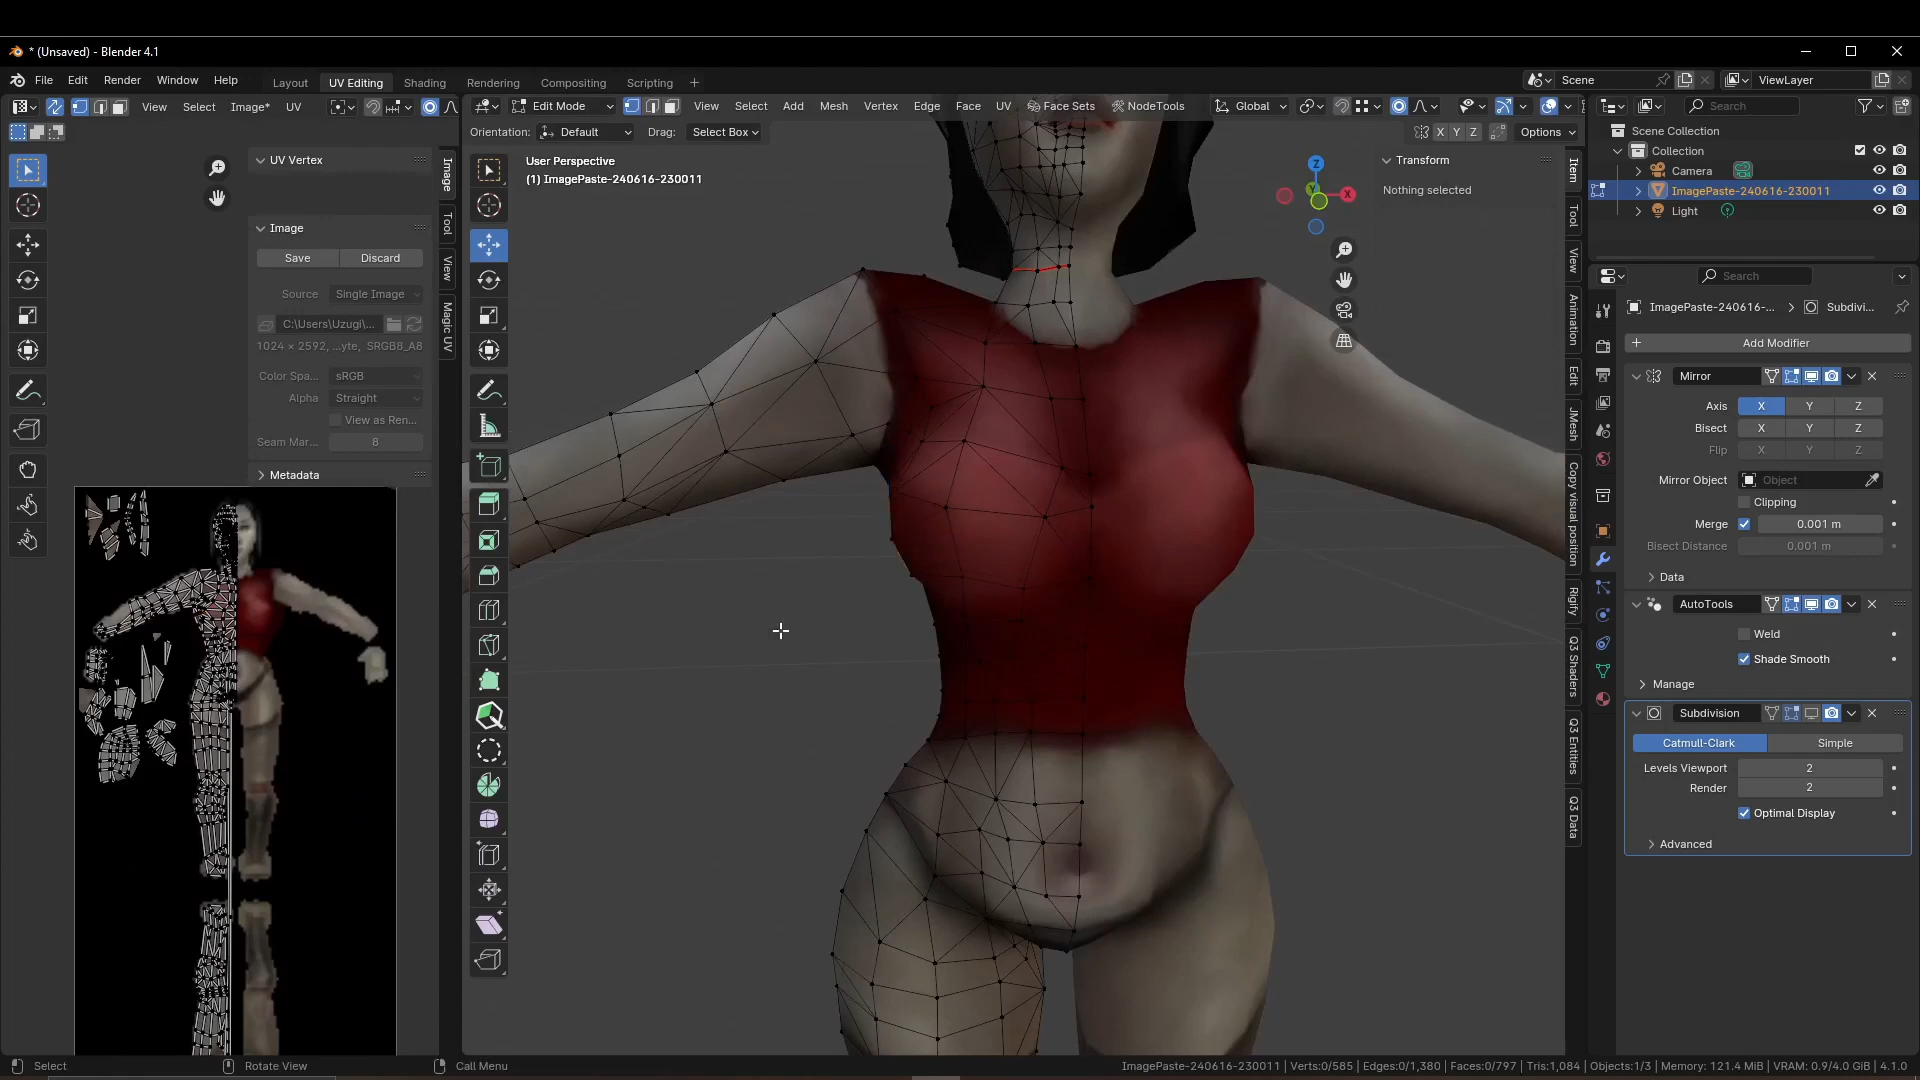 * (Unsaved) - Blender 4.1
File Edit Render Window Help
Layout UV Editing Shading Rendering Compositing Scripting +
Scene
ViewLayer
View Select Image* UV
Edit Mode
View Select Add Mesh Vertex Edge Face UV Face Sets NodeTools
Global
Search
Orientation: Default Drag: Select Box
X Y Z Options
UV Vertex
Image
Save Discard
Source Single Image
C:\Users\Uzugi\...
1024 × 2592, ...yte, SRGB8_A8
Color Spa... sRGB
Alpha Straight
View as Ren...
Seam Mar... 8
Metadata
Image
Tool
View
Magic UV
User Perspective
(1) ImagePaste-240616-230011
Z
X
Y
Transform
Nothing selected
Item
Tool
View
Animation
Edit
JMesh
Copy visual position
Rigify
Q3 Shaders
Q3 Entities
Q3 Data
Scene Collection
Collection
Camera
ImagePaste-240616-230011
Light
Search
ImagePaste-240616-... Subdivi...
Add Modifier
Mirror
Axis X Y Z
Bisect X Y Z
Flip X Y Z
Mirror Object Object
Clipping
Merge 0.001 m
Bisect Distance 0.001 m
Data
AutoTools
Weld
Shade Smooth
Manage
Subdivision
Catmull-Clark Simple
Levels Viewport 2
Render 2
Optimal Display
Advanced
Select Rotate View Call Menu
ImagePaste-240616-230011 | Verts:0/585 | Edges:0/1,380 | Faces:0/797 | Tris:1,084 | Objects:1/3 | Memory: 121.4 MiB | VRAM: 0.9/4.0 GiB | 4.1.0